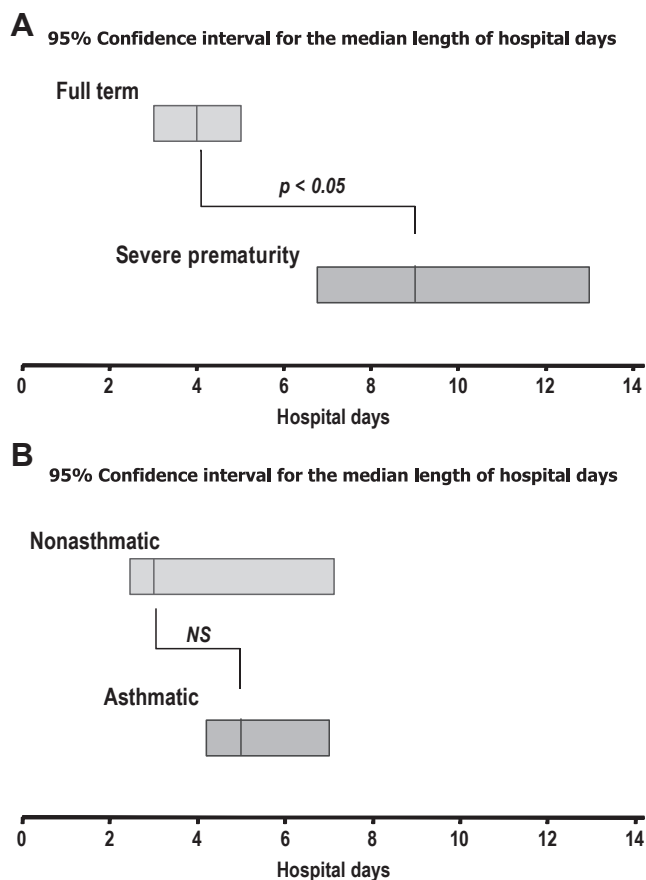 A 95% Confidence interval for the median length of hospital days
Full term
p < 0.05
Severe prematurity
0 2 4 6 8 10 12 14
Hospital days
B
95% Confidence interval for the median length of hospital days
Nonasthmatic
NS
Asthmatic
0 2 4 6 8 10 12 14
Hospital days